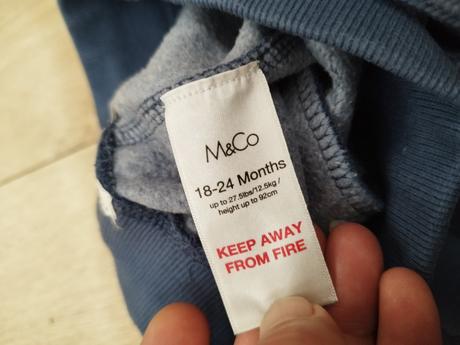 M&Co
18-24 Months
up to 27.5lbs/12.5kg /
height up to 92cm
KEEP AWAY
FROM FIRE